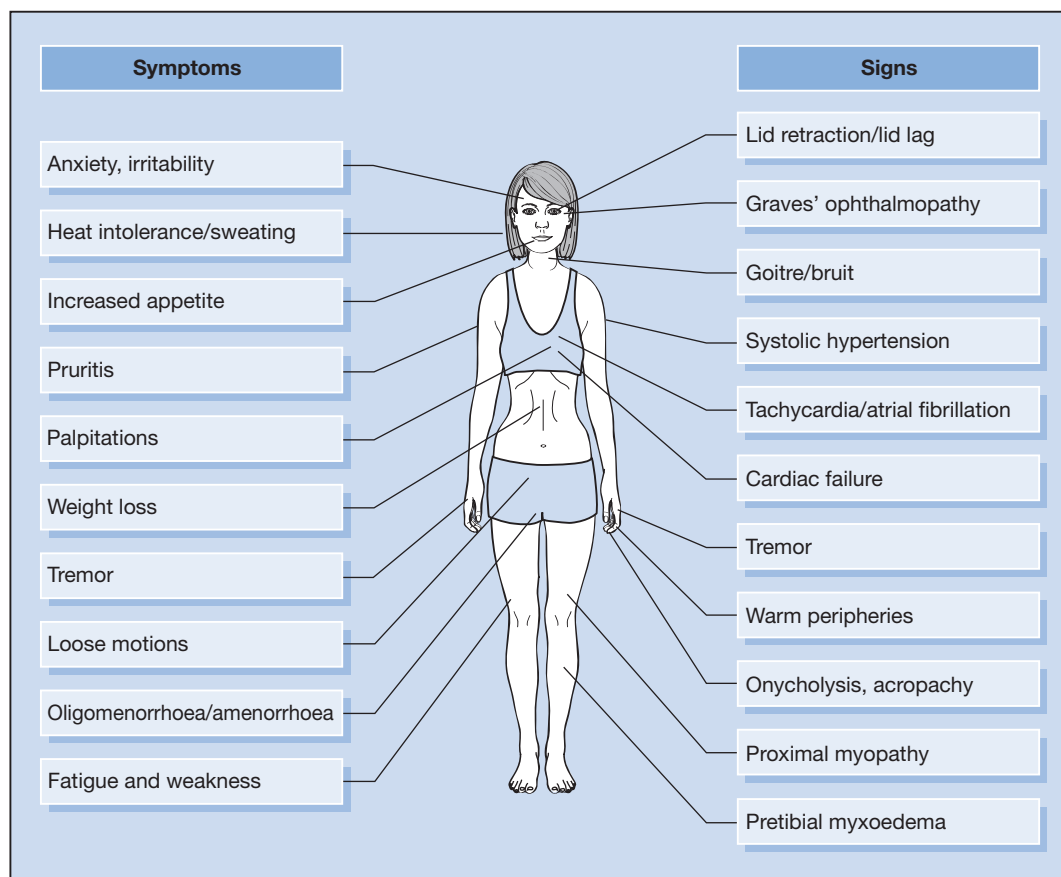 Symptoms
Anxiety, irritability
Heat intolerance/sweating
Increased appetite
Pruritis
Palpitations
Weight loss
Tremor
Loose motions
Oligomenorrhoea/amenorrhoea
Fatigue and weakness
Signs
Lid retraction/lid lag
Graves’ ophthalmopathy
Goitre/bruit
Systolic hypertension
Tachycardia/atrial fibrillation
Cardiac failure
Tremor
Warm peripheries
Onycholysis, acropachy
Proximal myopathy
Pretibial myxoedema